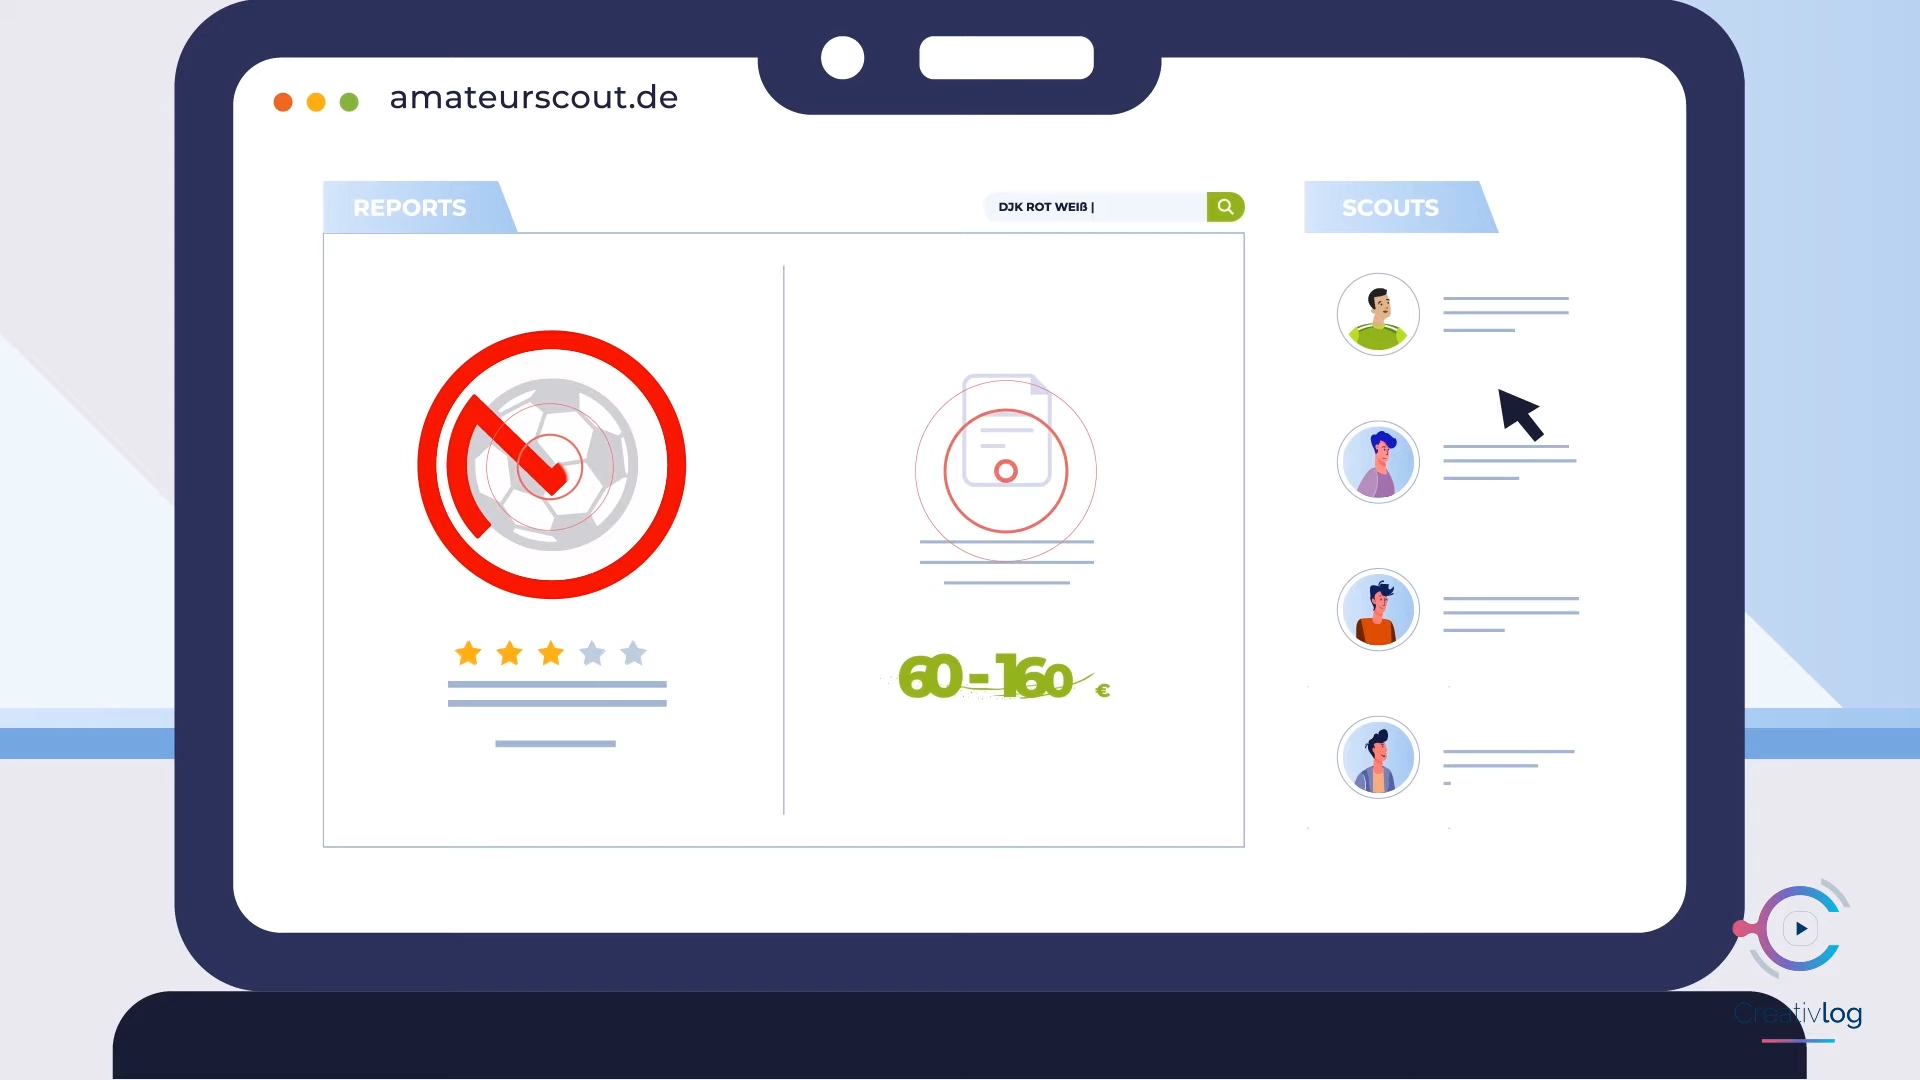 amateurscout.de
REPORTS
DJK ROT WEIß |
SCOUTS
60 - 160 €
Creativlog